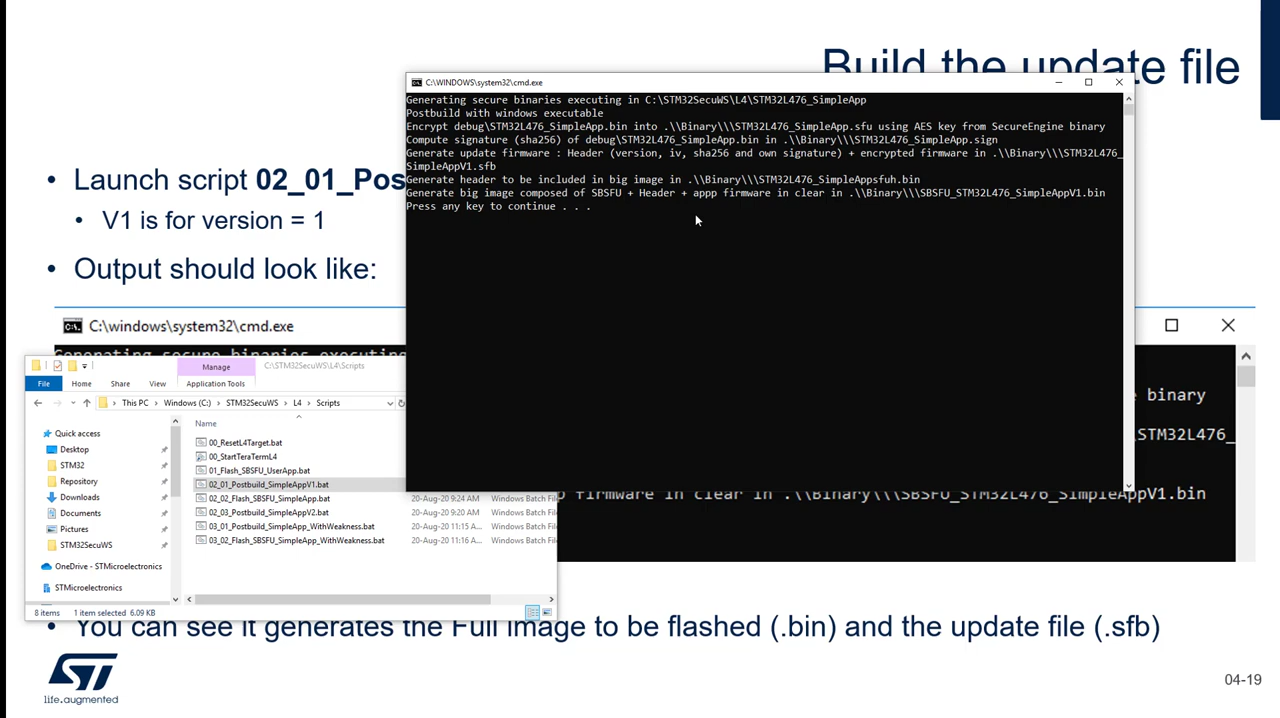 Build the update file
• Launch script 02_01_Pos
• V1 is for version = 1
• Output should look like:
C:\WINDOWS\system32\cmd.exe
Generating secure binaries executing in C:\STM32SecuWS\L4\STM32L476_SimpleApp
Postbuild with windows executable
Encrypt debug\STM32L476_SimpleApp.bin into .\\Binary\\\STM32L476_SimpleApp.sfu using AES key from SecureEngine binary
Compute signature (sha256) of debug\STM32L476_SimpleApp.bin in .\\Binary\\\STM32L476_SimpleApp.sign
Generate update firmware : Header (version, iv, sha256 and own signature) + encrypted firmware in .\\Binary\\\STM32L476_
SimpleAppV1.sfb
Generate header to be included in big image in .\\Binary\\\STM32L476_SimpleAppsfuh.bin
Generate big image composed of SBSFU + Header + appp firmware in clear in .\\Binary\\\SBSFU_STM32L476_SimpleAppV1.bin
Press any key to continue . . .
C:\windows\system32\cmd.exe
Generating secure binaries executing
binary
\STM32L476_
firmware in clear in .\\Binary\\\SBSFU_STM32L476_SimpleAppV1.bin
Manage
C:\STM32SecuWS\L4\Scripts
File Home Share View Application Tools
This PC > Windows (C:) > STM32SecuWS > L4 > Scripts
Name
Quick access
Desktop
STM32
Repository
Downloads
Documents
Pictures
STM32SecuWS
OneDrive - STMicroelectronics
STMicroelectronics
00_ResetL4Target.bat
00_StartTeraTermL4
01_Flash_SBSFU_UserApp.bat
02_01_Postbuild_SimpleAppV1.bat
02_02_Flash_SBSFU_SimpleApp.bat 20-Aug-20 9:24 AM Windows Batch File
02_03_Postbuild_SimpleAppV2.bat 20-Aug-20 9:20 AM Windows Batch File
03_01_Postbuild_SimpleApp_WithWeakness.bat 20-Aug-20 11:15 A... Windows Batch File
03_02_Flash_SBSFU_SimpleApp_WithWeakness.bat 20-Aug-20 11:16 A... Windows Batch File
8 items 1 item selected 6.09 KB
• You can see it generates the Full image to be flashed (.bin) and the update file (.sfb)
ST
life.augmented
04-19